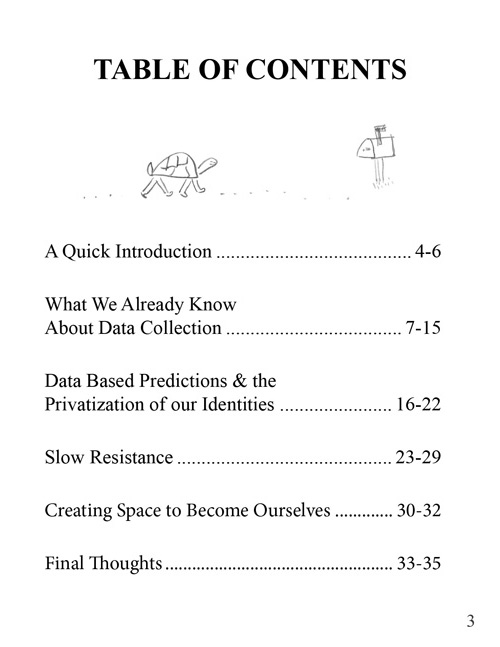 TABLE OF CONTENTS
A Quick Introduction ........................................ 4-6
What We Already Know
About Data Collection .................................... 7-15
Data Based Predictions & the
Privatization of our Identities ....................... 16-22
Slow Resistance ............................................ 23-29
Creating Space to Become Ourselves ............. 30-32
Final Thoughts ................................................... 33-35
3